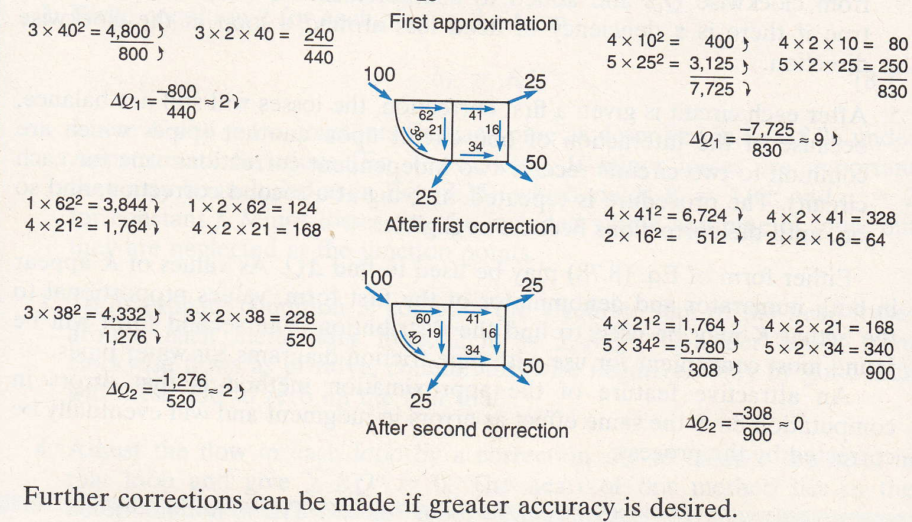 First approximation
3 × 40² = 4,800
800
3 × 2 × 40 = 240
440
ΔQ₁ = −800/440 ≈ 2
4 × 10² = 400
5 × 25² = 3,125
7,725
4 × 2 × 10 = 80
5 × 2 × 25 = 250
830
ΔQ₁ = −7,725/830 ≈ 9
100
25
62
41
38
21
16
34
50
25
After first correction
1 × 62² = 3,844
4 × 21² = 1,764
1 × 2 × 62 = 124
4 × 2 × 21 = 168
3 × 38² = 4,332
1,276
3 × 2 × 38 = 228
520
ΔQ₂ = −1,276/520 ≈ 2
4 × 41² = 6,724
2 × 16² = 512
4 × 2 × 41 = 328
2 × 2 × 16 = 64
4 × 21² = 1,764
5 × 34² = 5,780
308
4 × 2 × 21 = 168
5 × 2 × 34 = 340
900
ΔQ₂ = −308/900 ≈ 0
100
25
60
41
40
19
16
34
50
25
After second correction
Further corrections can be made if greater accuracy is desired.